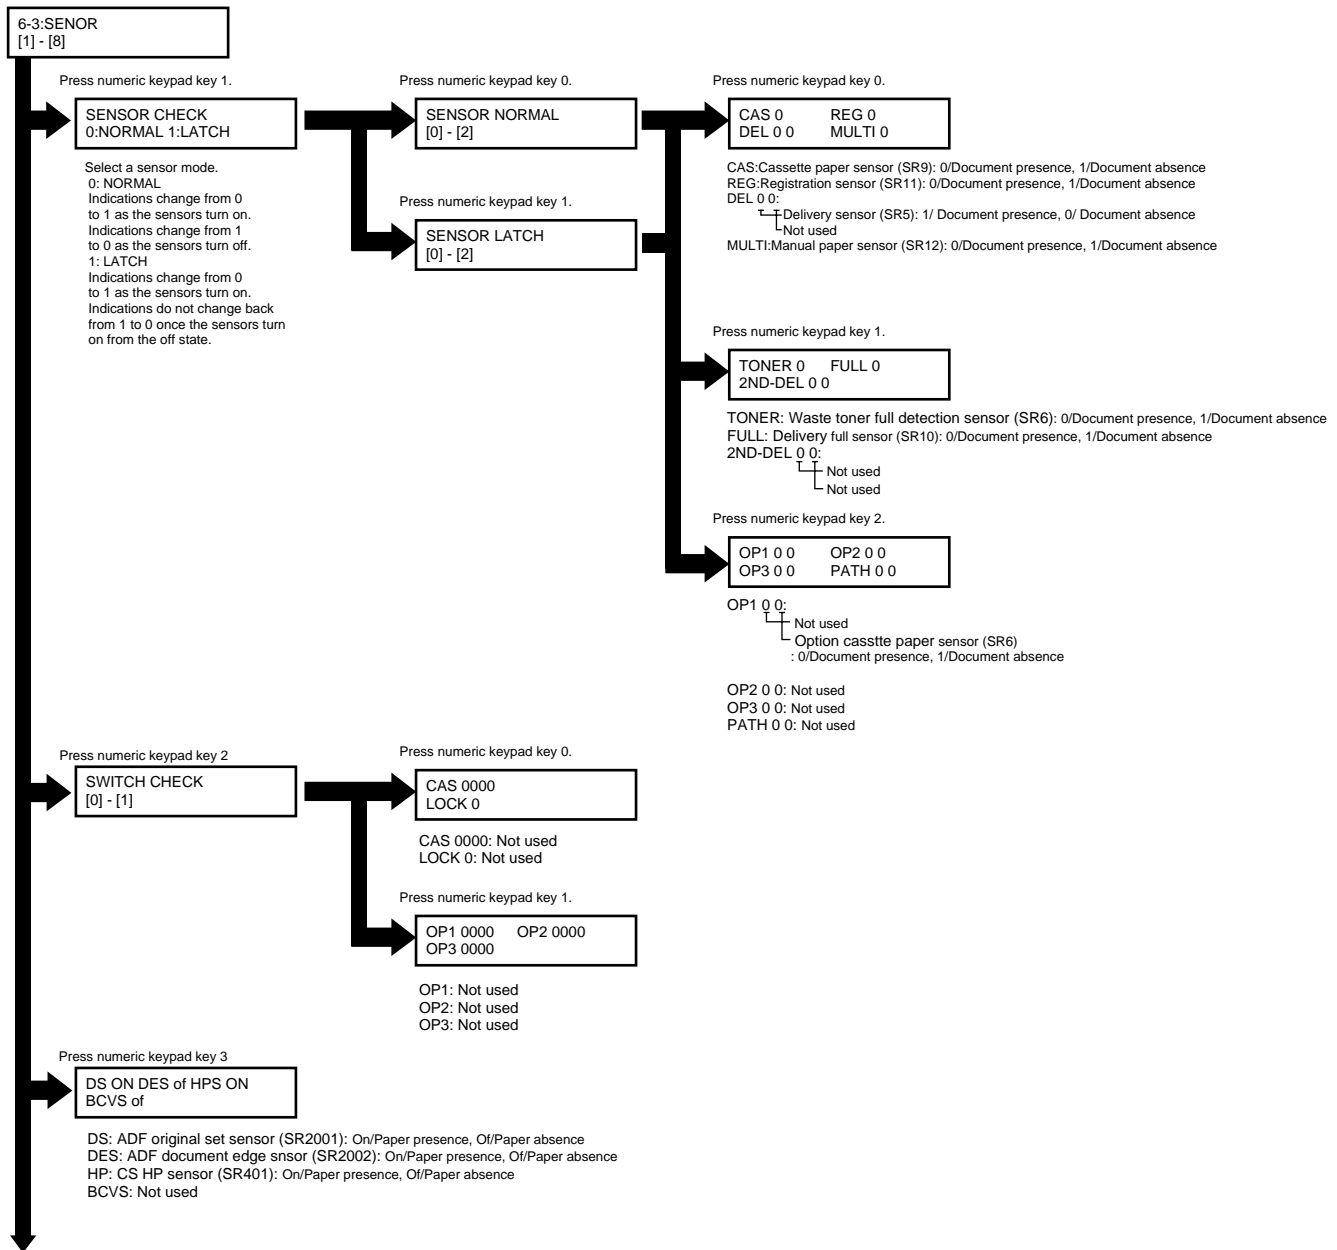 6-3:SENOR
[1] - [8]
Press numeric keypad key 1.
SENSOR CHECK
0:NORMAL 1:LATCH
Select a sensor mode.
0: NORMAL
Indications change from 0
to 1 as the sensors turn on.
Indications change from 1
to 0 as the sensors turn off.
1: LATCH
Indications change from 0
to 1 as the sensors turn on.
Indications do not change back
from 1 to 0 once the sensors turn
on from the off state.
Press numeric keypad key 0.
SENSOR NORMAL
[0] - [2]
Press numeric keypad key 1.
SENSOR LATCH
[0] - [2]
Press numeric keypad key 0.
CAS 0 REG 0
DEL 0 0 MULTI 0
CAS:Cassette paper sensor (SR9): 0/Document presence, 1/Document absence
REG:Registration sensor (SR11): 0/Document presence, 1/Document absence
DEL 0 0:
Delivery sensor (SR5): 1/ Document presence, 0/ Document absence
Not used
MULTI:Manual paper sensor (SR12): 0/Document presence, 1/Document absence
Press numeric keypad key 1.
TONER 0 FULL 0
2ND-DEL 0 0
TONER: Waste toner full detection sensor (SR6): 0/Document presence, 1/Document absence
FULL: Delivery full sensor (SR10): 0/Document presence, 1/Document absence
2ND-DEL 0 0:
Not used
Not used
Press numeric keypad key 2.
OP1 0 0 OP2 0 0
OP3 0 0 PATH 0 0
OP1 0 0:
Not used
Option casstte paper sensor (SR6)
: 0/Document presence, 1/Document absence
OP2 0 0: Not used
OP3 0 0: Not used
PATH 0 0: Not used
Press numeric keypad key 2
SWITCH CHECK
[0] - [1]
Press numeric keypad key 0.
CAS 0000
LOCK 0
CAS 0000: Not used
LOCK 0: Not used
Press numeric keypad key 1.
OP1 0000 OP2 0000
OP3 0000
OP1: Not used
OP2: Not used
OP3: Not used
Press numeric keypad key 3
DS ON DES of HPS ON
BCVS of
DS: ADF original set sensor (SR2001): On/Paper presence, Of/Paper absence
DES: ADF document edge snsor (SR2002): On/Paper presence, Of/Paper absence
HP: CS HP sensor (SR401): On/Paper presence, Of/Paper absence
BCVS: Not used